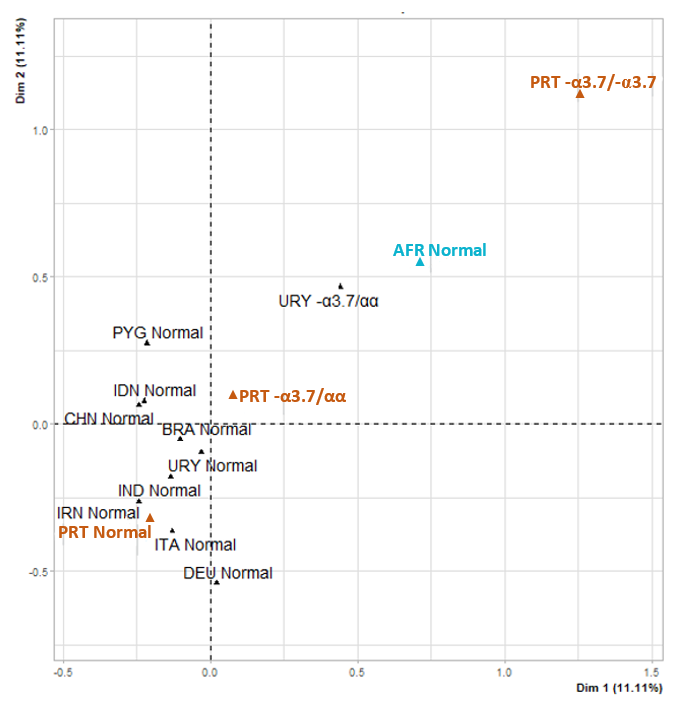 Dim 2 (11.11%)
PRT -α3.7/-α3.7
1.0
AFR Normal
0.5
URY -α3.7/αα
PYG Normal
IDN Normal
PRT -α3.7/αα
CHN Normal
0.0
BRA Normal
URY Normal
IND Normal
IRN Normal
PRT Normal
ITA Normal
-0.5
DEU Normal
-0.5
0.0
0.5
1.0
1.5
Dim 1 (11.11%)